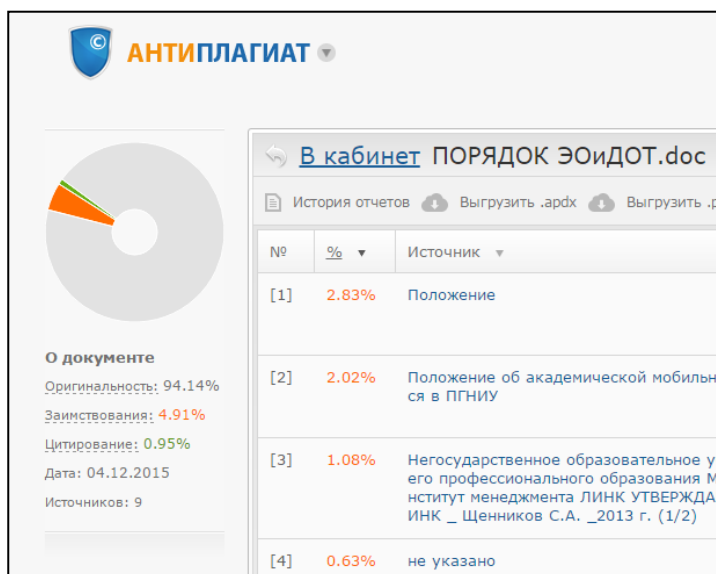 ©
АНТИПЛАГИАТ
В кабинет ПОРЯДОК ЭОиДОТ.doc
История отчетов Выгрузить .apdx Выгрузить
№ % Источник
[1] 2.83% Положение
[2] 2.02% Положение об академической
ся в ПГНИУ
[3] 1.08% Негосударственное образовательное
его профессионального образования
нститут менеджмента ЛИНК УТВЕРЖДА
ИНК _ Щенников С.А. _2013 г. (1/2)
[4] 0.63% не указано
О документе
Оригинальность: 94.14%
Заимствования: 4.91%
Цитирование: 0.95%
Дата: 04.12.2015
Источников: 9